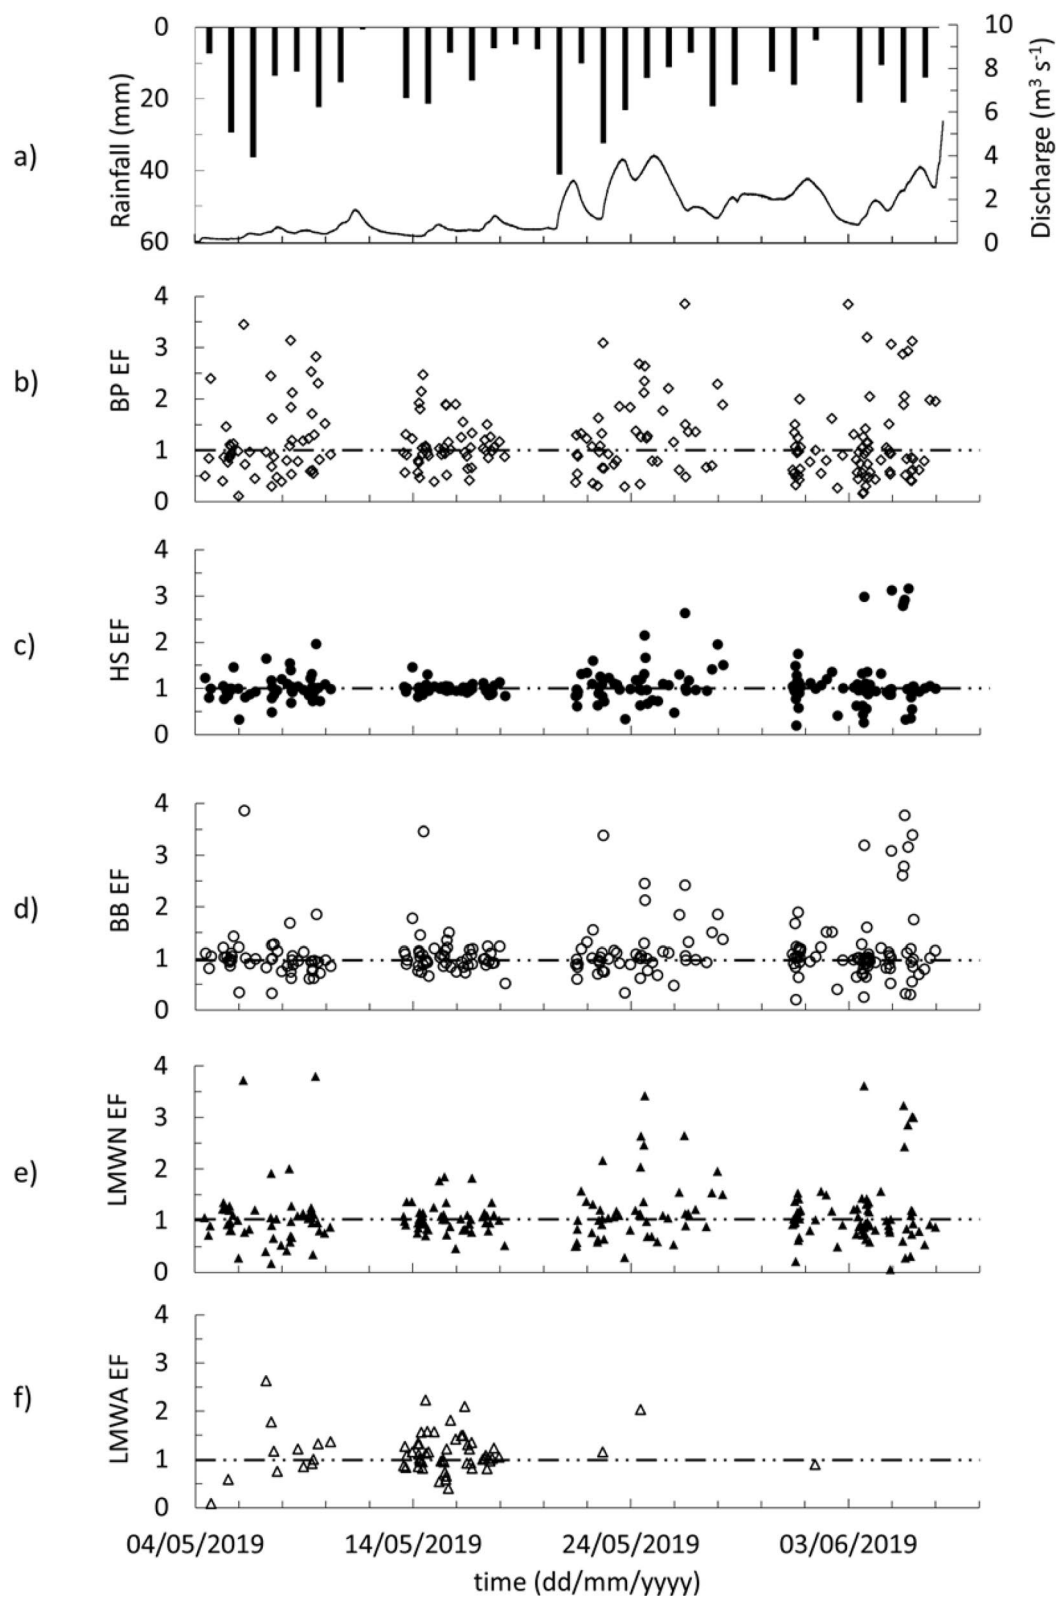 a)
Rainfall (mm)
0
20
40
60
10
8
6
4
2
0
Discharge (m³ s⁻¹)
b)
BP EF
4
3
2
1
0
c)
HS EF
4
3
2
1
0
d)
BB EF
4
3
2
1
0
e)
LMWN EF
4
3
2
1
0
f)
LMWA EF
4
3
2
1
0
04/05/2019 14/05/2019 24/05/2019 03/06/2019
time (dd/mm/yyyy)